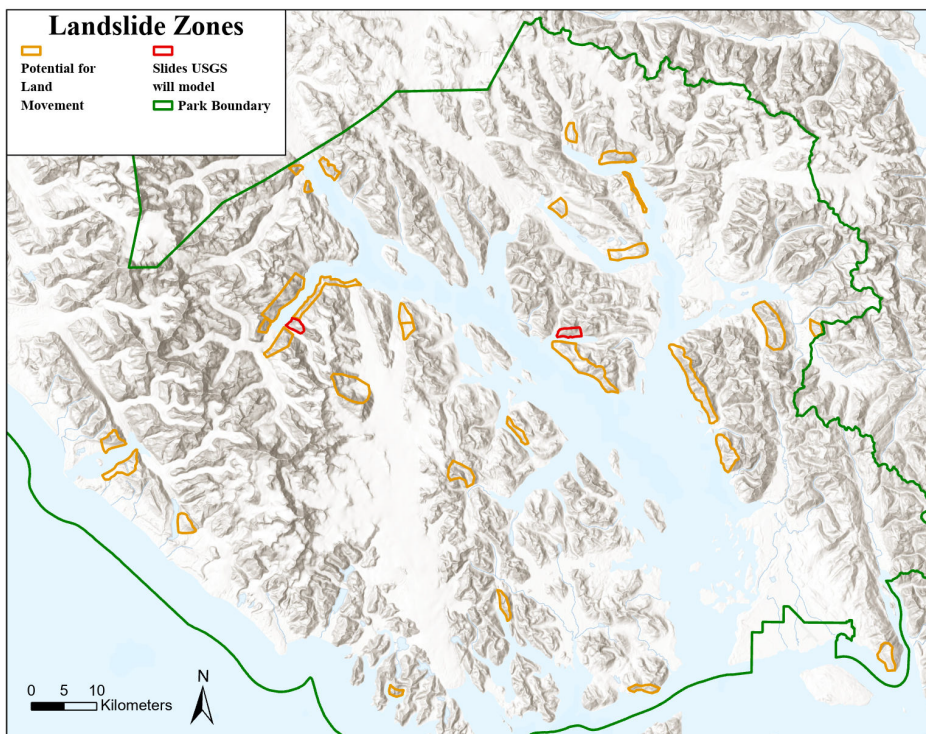 Landslide Zones
Potential for
Land
Movement
Slides USGS
will model
Park Boundary
0 5 10
Kilometers
N